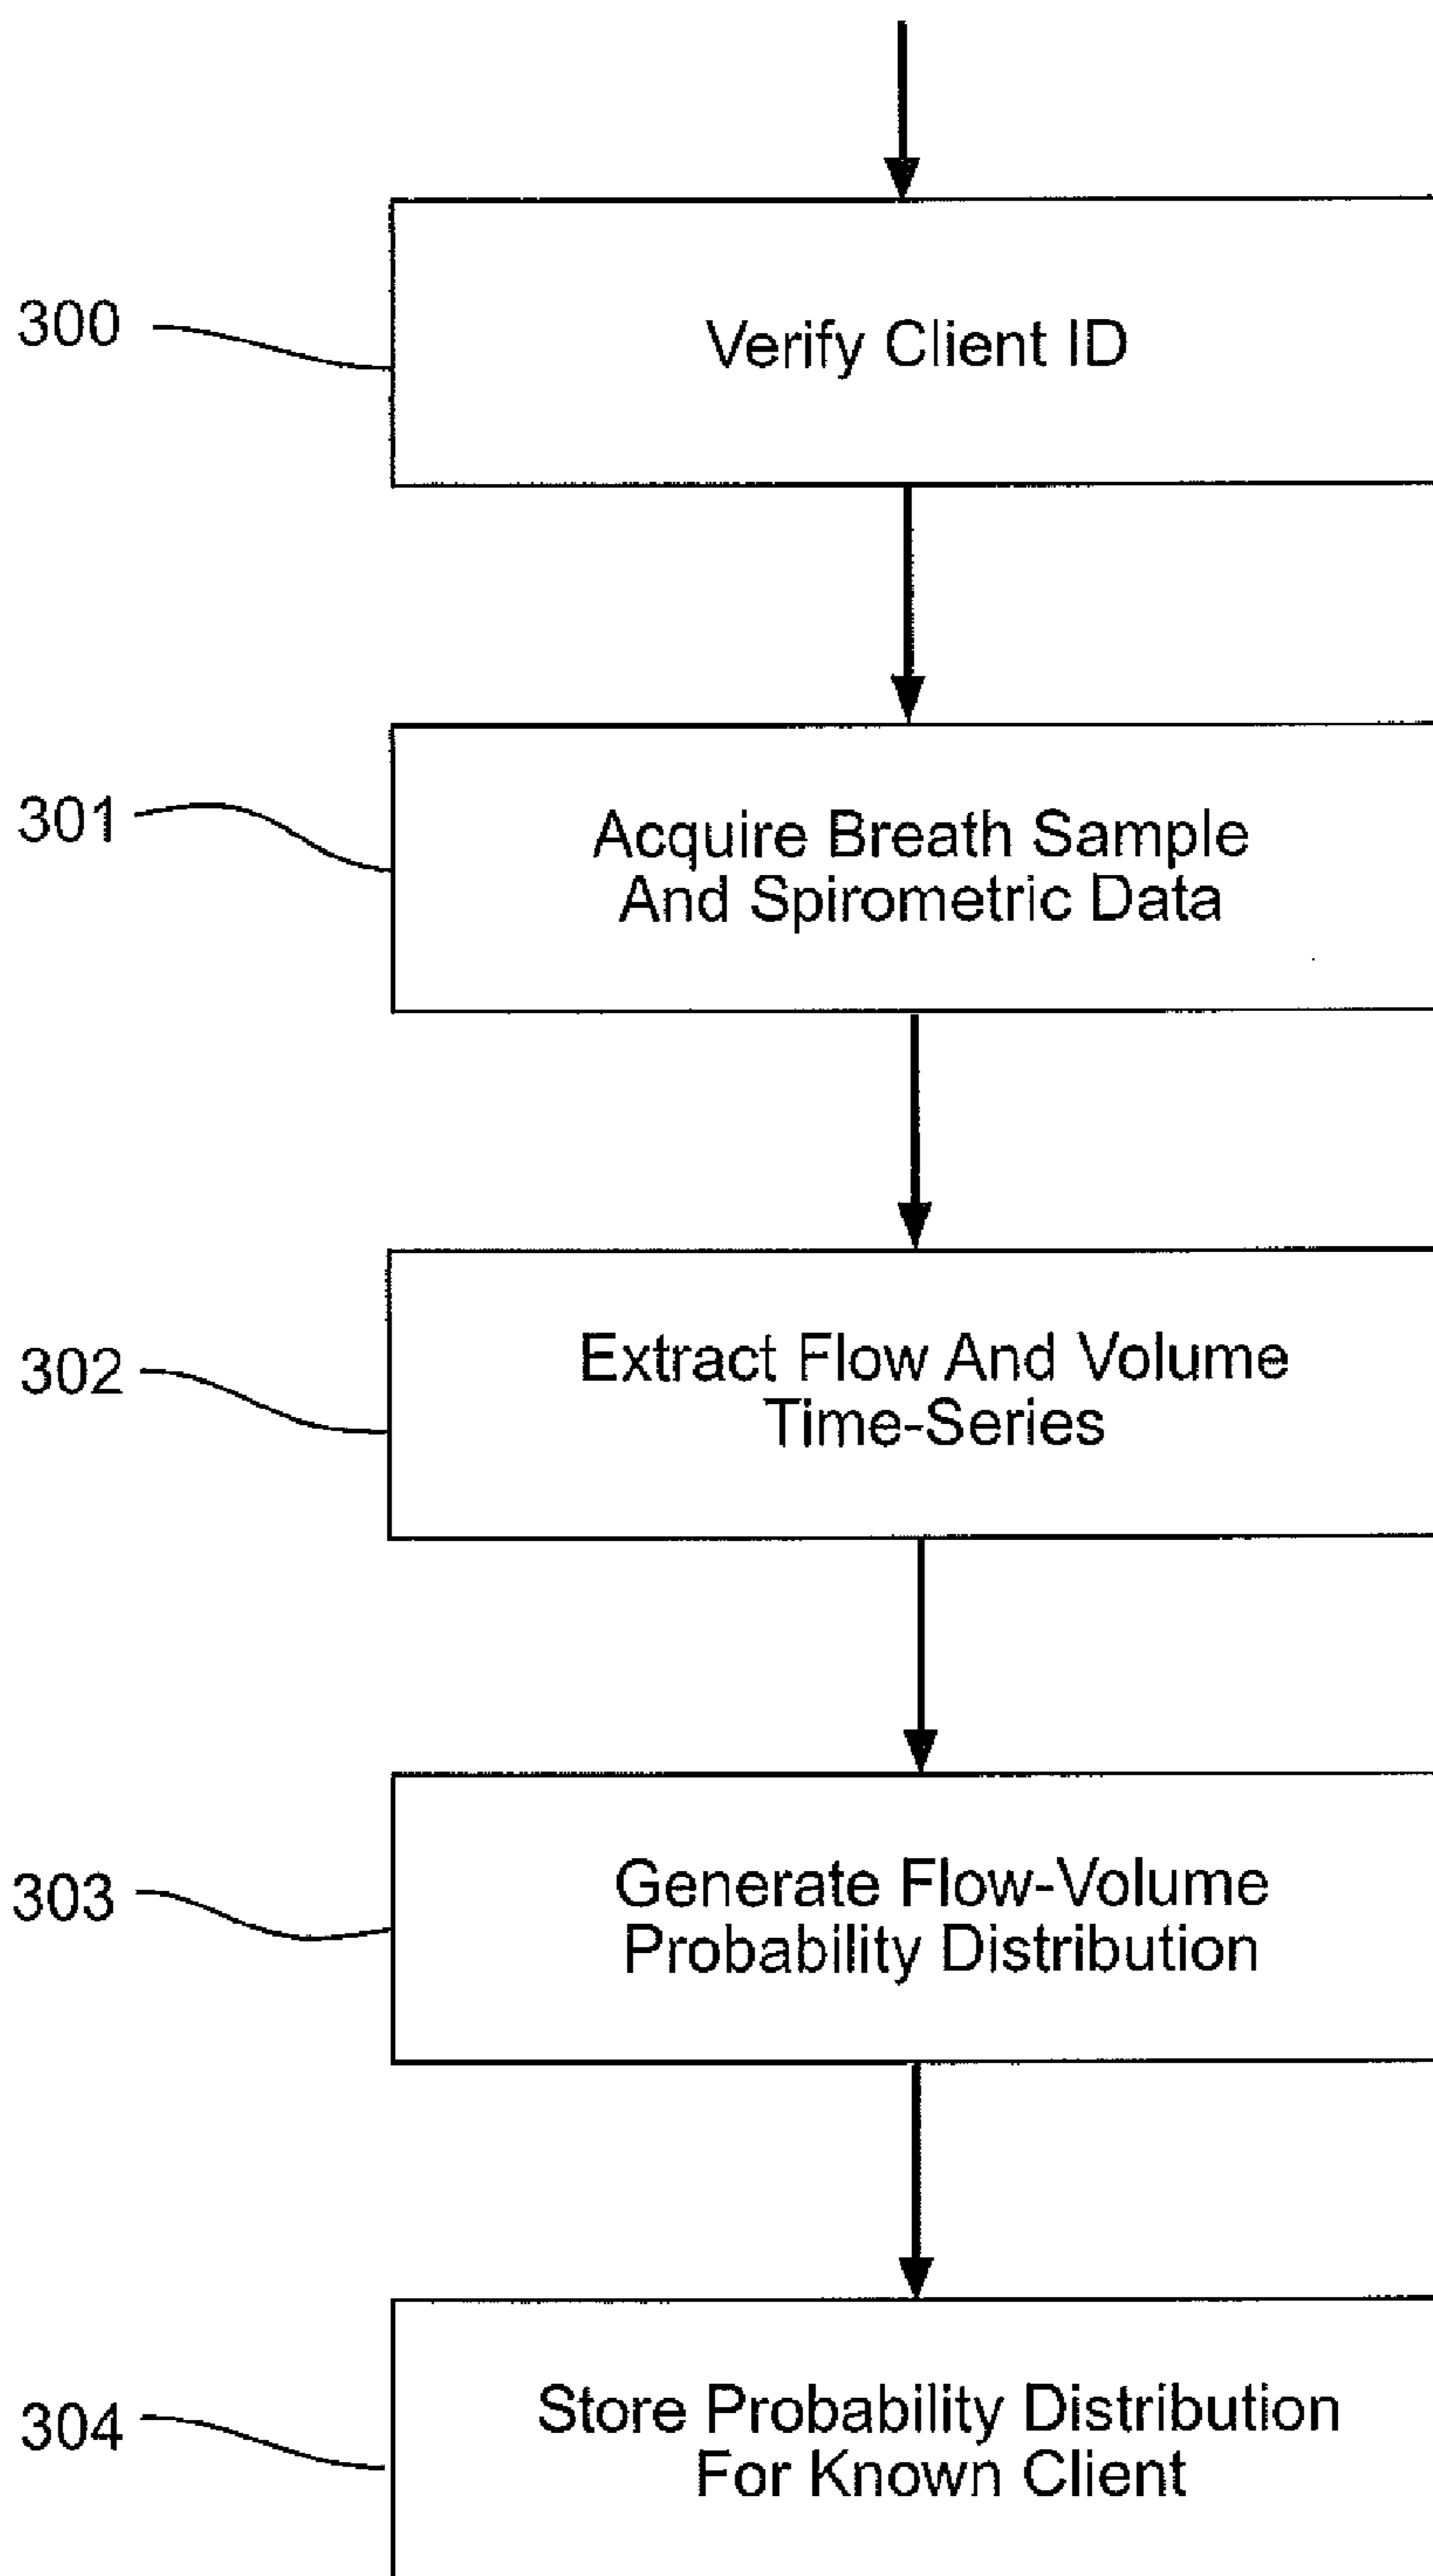 300
Verify Client ID
301
Acquire Breath Sample
And Spirometric Data
302
Extract Flow And Volume
Time-Series
303
Generate Flow-Volume
Probability Distribution
304
Store Probability Distribution
For Known Client